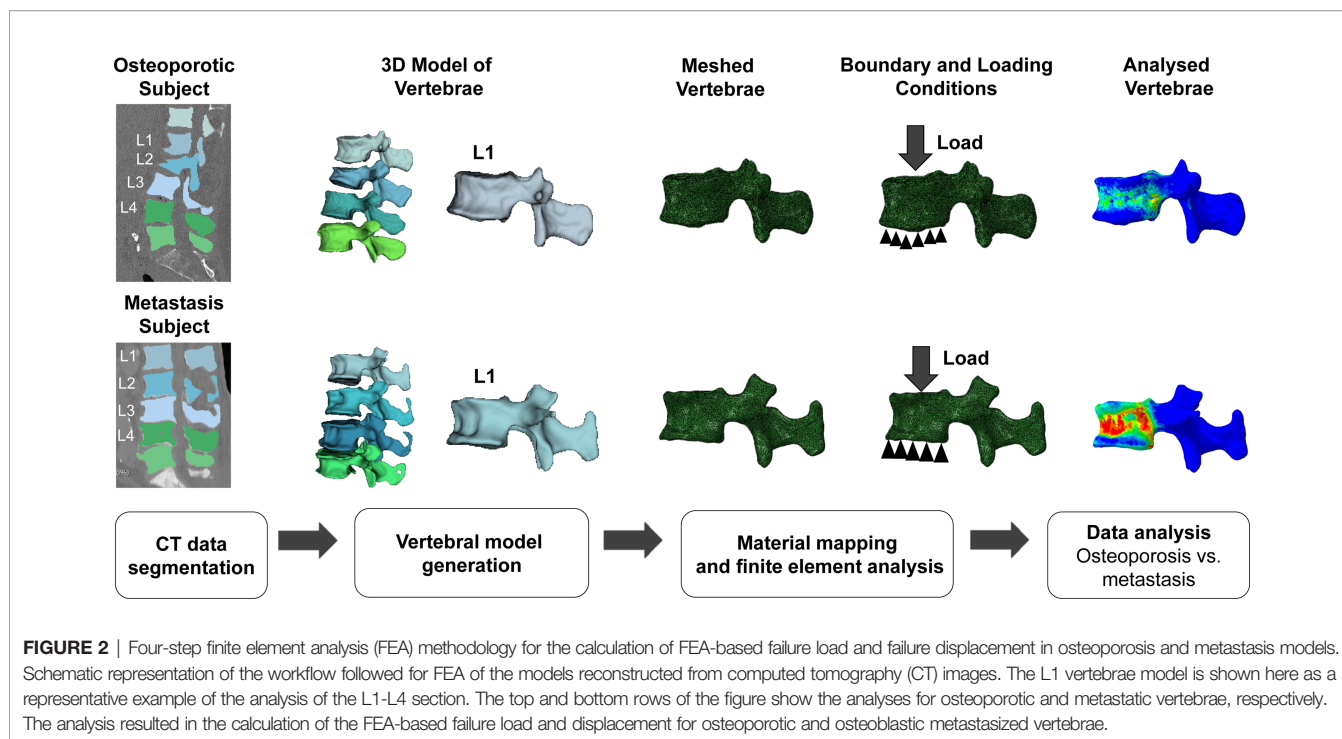 Osteoporotic
Subject
3D Model of
Vertebrae
Meshed
Vertebrae
Boundary and Loading
Conditions
Analysed
Vertebrae
L1
L2
L3
L4
L1
Load
Metastasis
Subject
L1
L2
L3
L4
0%)
L1
Load
CT data
segmentation
Vertebral model
generation
Material mapping
and finite element analysis
Data analysis
Osteoporosis vs.
metastasis
FIGURE 2 | Four-step finite element analysis (FEA) methodology for the calculation of FEA-based failure load and failure displacement in osteoporosis and metastasis models.
Schematic representation of the workflow followed for FEA of the models reconstructed from computed tomography (CT) images. The L1 vertebrae model is shown here as a
representative example of the analysis of the L1-L4 section. The top and bottom rows of the figure show the analyses for osteoporotic and metastatic vertebrae, respectively.
The analysis resulted in the calculation of the FEA-based failure load and displacement for osteoporotic and osteoblastic metastasized vertebrae.